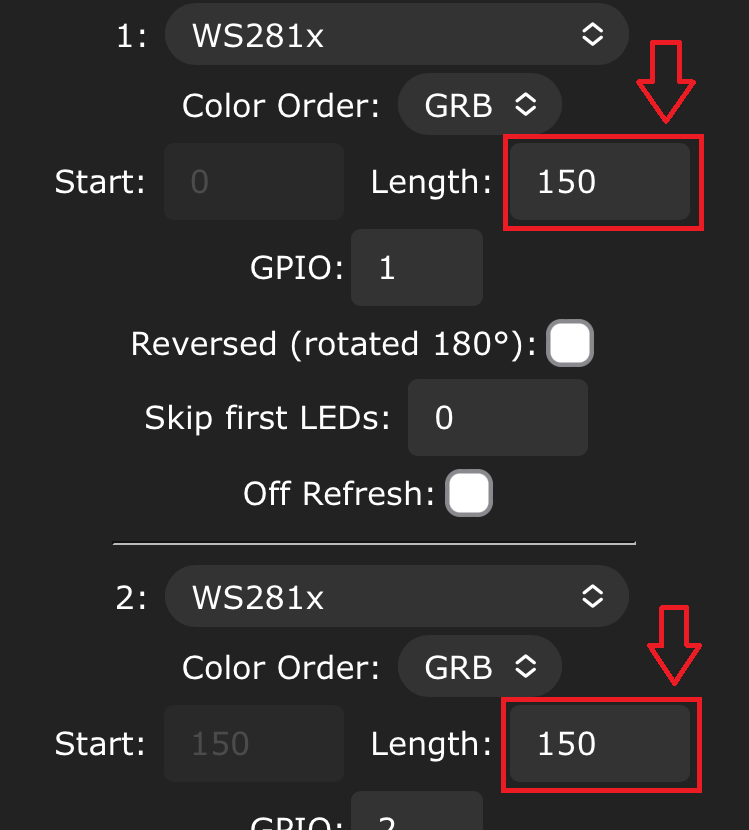 1: WS281x
Color Order: GRB
Start: 0 Length: 150
GPIO: 1
Reversed (rotated 180°):
Skip first LEDs: 0
Off Refresh:
2: WS281x
Color Order: GRB
Start: 150 Length: 150
GPIO: 2